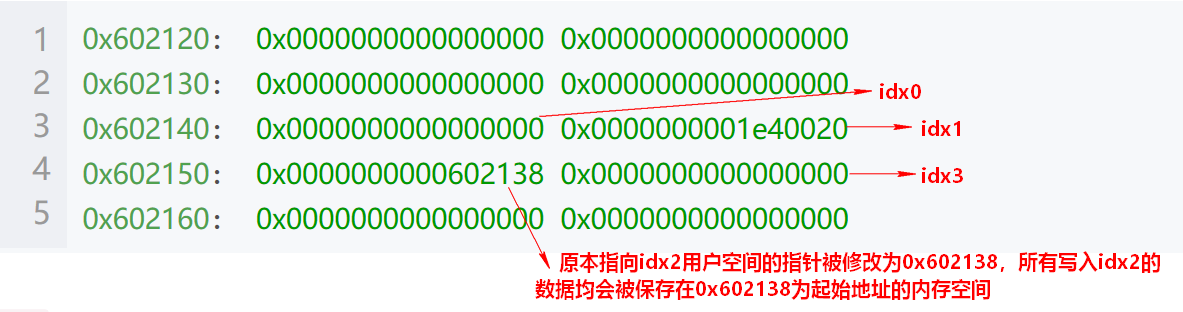 1 0x602120: 0x0000000000000000 0x0000000000000000
2 0x602130: 0x0000000000000000 0x0000000000000000
idx0
3 0x602140: 0x0000000000000000 0x0000000001e40020 idx1
4 0x602150: 0x0000000000602138 0x0000000000000000 idx3
5 0x602160: 0x0000000000000000 0x0000000000000000
原本指向idx2用户空间的指针被修改为0x602138，所有写入idx2的
数据均会被保存在0x602138为起始地址的内存空间